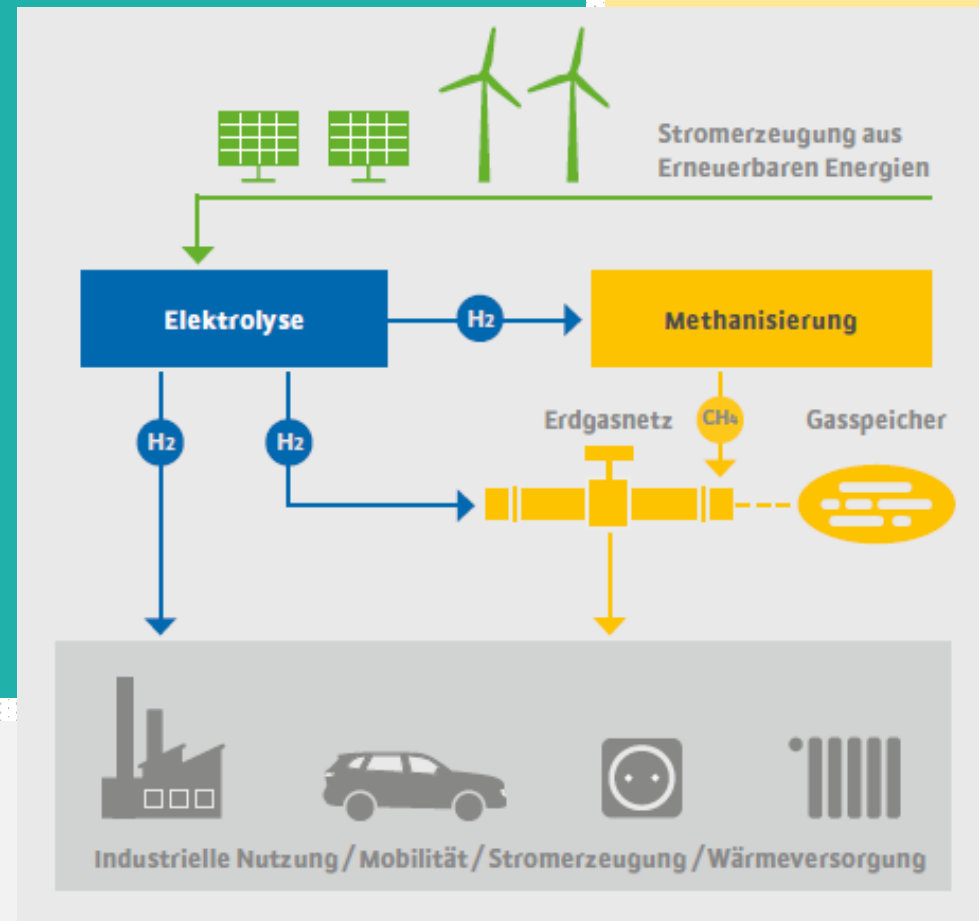 Stromerzeugung aus
Erneuerbaren Energien
Elektrolyse
H2
Methanisierung
H2
H2
Erdgasnetz
CH4
Gasspeicher
Industrielle Nutzung / Mobilität / Stromerzeugung / Wärmeversorgung